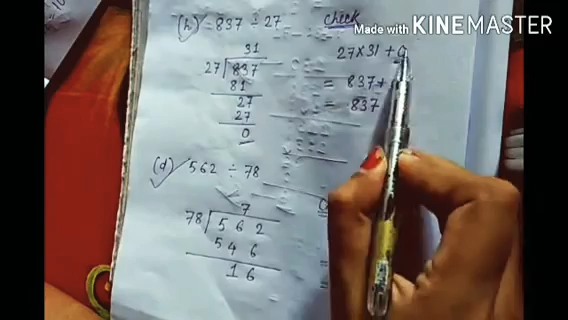 Made with KINEMASTER
(h) = 837 ÷ 27
check
31
27 × 31 + 0
27 837
= 837 +
81
= 837
27
27
0
(d) 562 ÷ 78
7
78 562
546
=
16
=